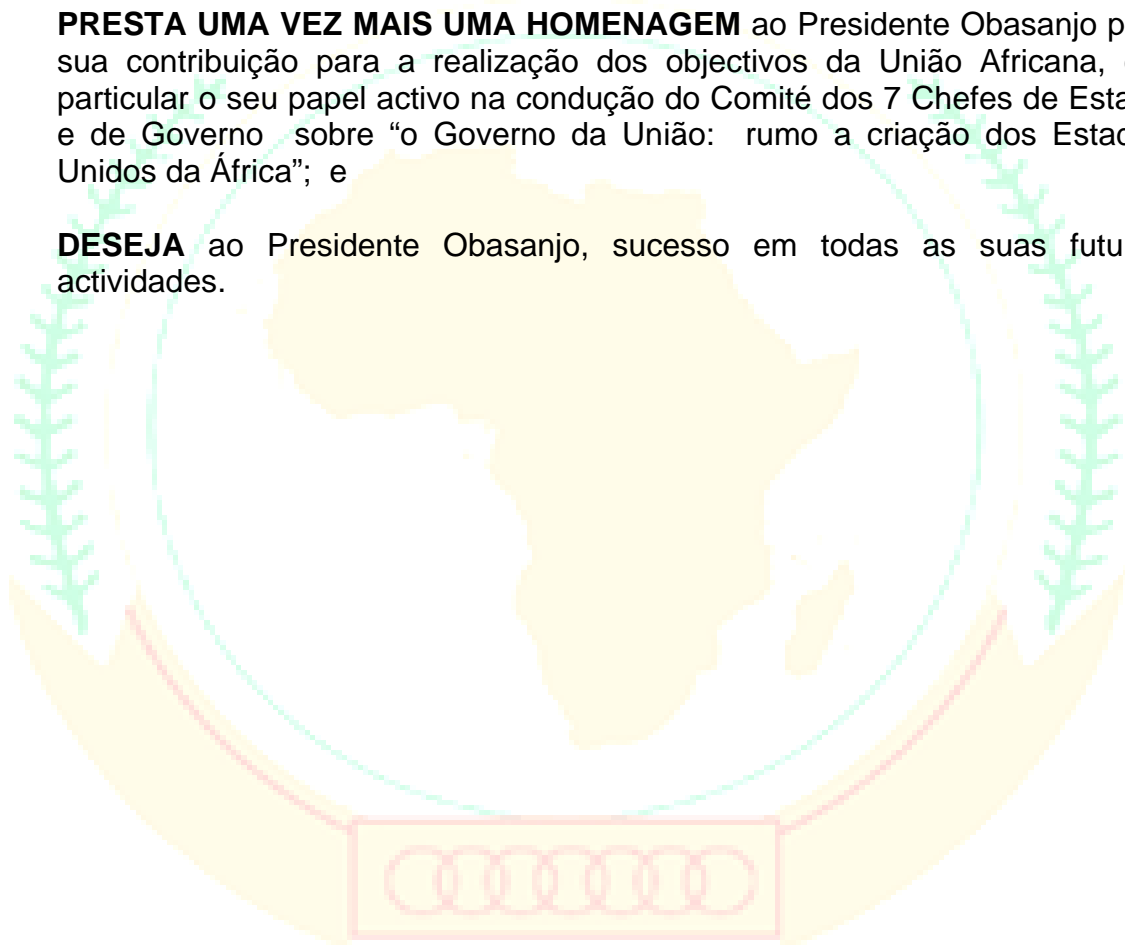 PRESTA UMA VEZ MAIS UMA HOMENAGEM ao Presidente Obasanjo p
sua contribuição para a realização dos objectivos da União Africana,
particular o seu papel activo na condução do Comité dos 7 Chefes de Esta
e de Governo sobre “o Governo da União: rumo a criação dos Estad
Unidos da África”; e
DESEJA ao Presidente Obasanjo, sucesso em todas as suas futu
actividades.